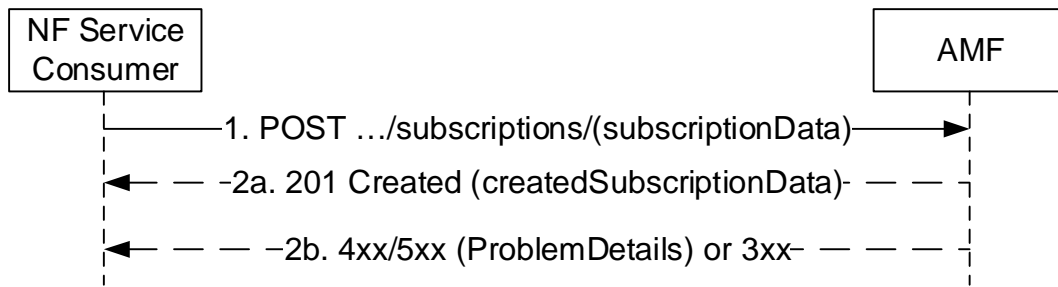 NF Service
Consumer
AMF
1. POST …/subscriptions/(subscriptionData)
2a. 201 Created (createdSubscriptionData)
2b. 4xx/5xx (ProblemDetails) or 3xx